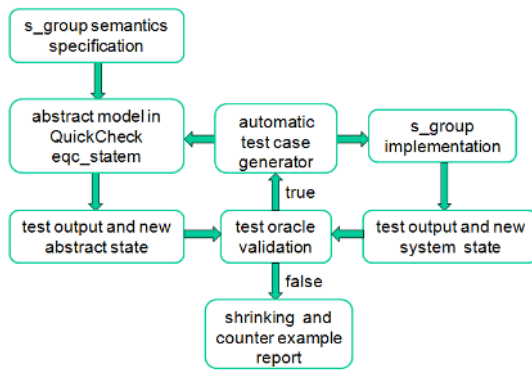 s_group semantics
specification
abstract model in
QuickCheck
eqc_statem
automatic
test case
generator
s_group
implementation
true
test output and new
abstract state
test oracle
validation
test output and new
system state
false
shrinking and
counter example
report